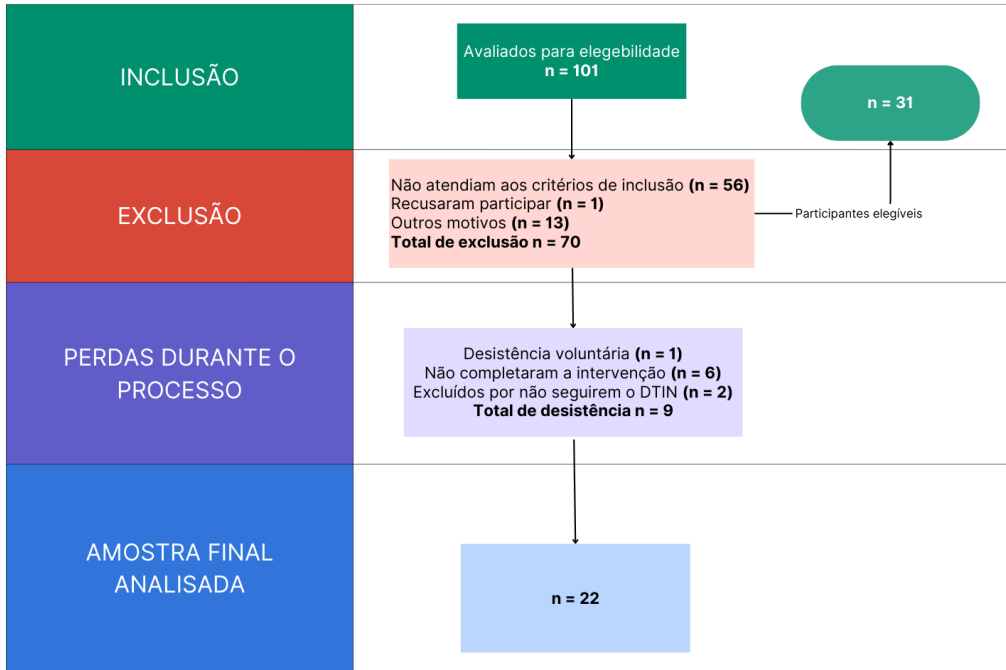 INCLUSÃO
Avaliados para elegebilidade
n = 101
n = 31
EXCLUSÃO
Não atendiam aos critérios de inclusão (n = 56)
Recusaram participar (n = 1)
Outros motivos (n = 13)
Total de exclusão n = 70
Participantes elegíveis
PERDAS DURANTE O
PROCESSO
Desistência voluntária (n = 1)
Não completaram a intervenção (n = 6)
Excluídos por não seguirem o DTIN (n = 2)
Total de desistência n = 9
AMOSTRA FINAL
ANALISADA
n = 22